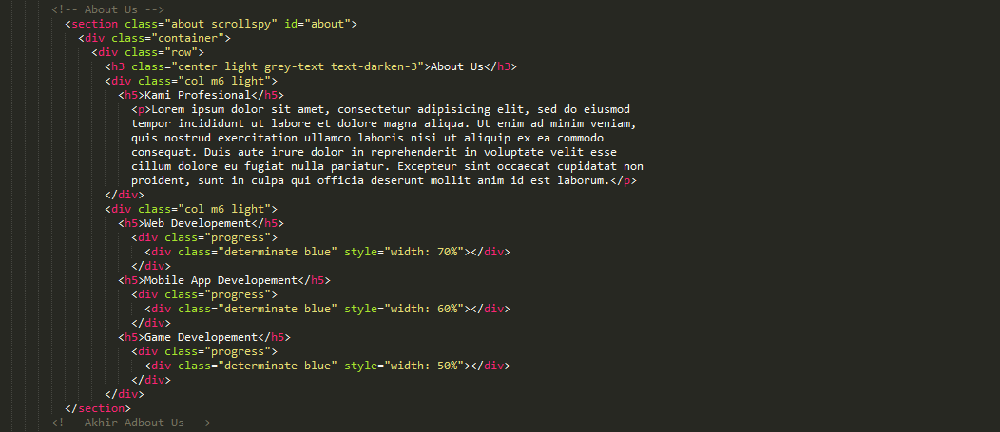 <!-- About Us -->
<section class="about scrollspy" id="about">
<div class="container">
<div class="row">
<h3 class="center light grey-text text-darken-3">About Us</h3>
<div class="col m6 light">
<h5>Kami Profesional</h5>
<p>Lorem ipsum dolor sit amet, consectetur adipisicing elit, sed do eiusmod
tempor incididunt ut labore et dolore magna aliqua. Ut enim ad minim veniam,
quis nostrud exercitation ullamco laboris nisi ut aliquip ex ea commodo
consequat. Duis aute irure dolor in reprehenderit in voluptate velit esse
cillum dolore eu fugiat nulla pariatur. Excepteur sint occaecat cupidatat non
proident, sunt in culpa qui officia deserunt mollit anim id est laborum.</p>
</div>
<div class="col m6 light">
<h5>Web Developement</h5>
<div class="progress">
<div class="determinate blue" style="width: 70%"></div>
</div>
<h5>Mobile App Developement</h5>
<div class="progress">
<div class="determinate blue" style="width: 60%"></div>
</div>
<h5>Game Developement</h5>
<div class="progress">
<div class="determinate blue" style="width: 50%"></div>
</div>
</div>
</section>
<!-- Akhir Adbout Us -->